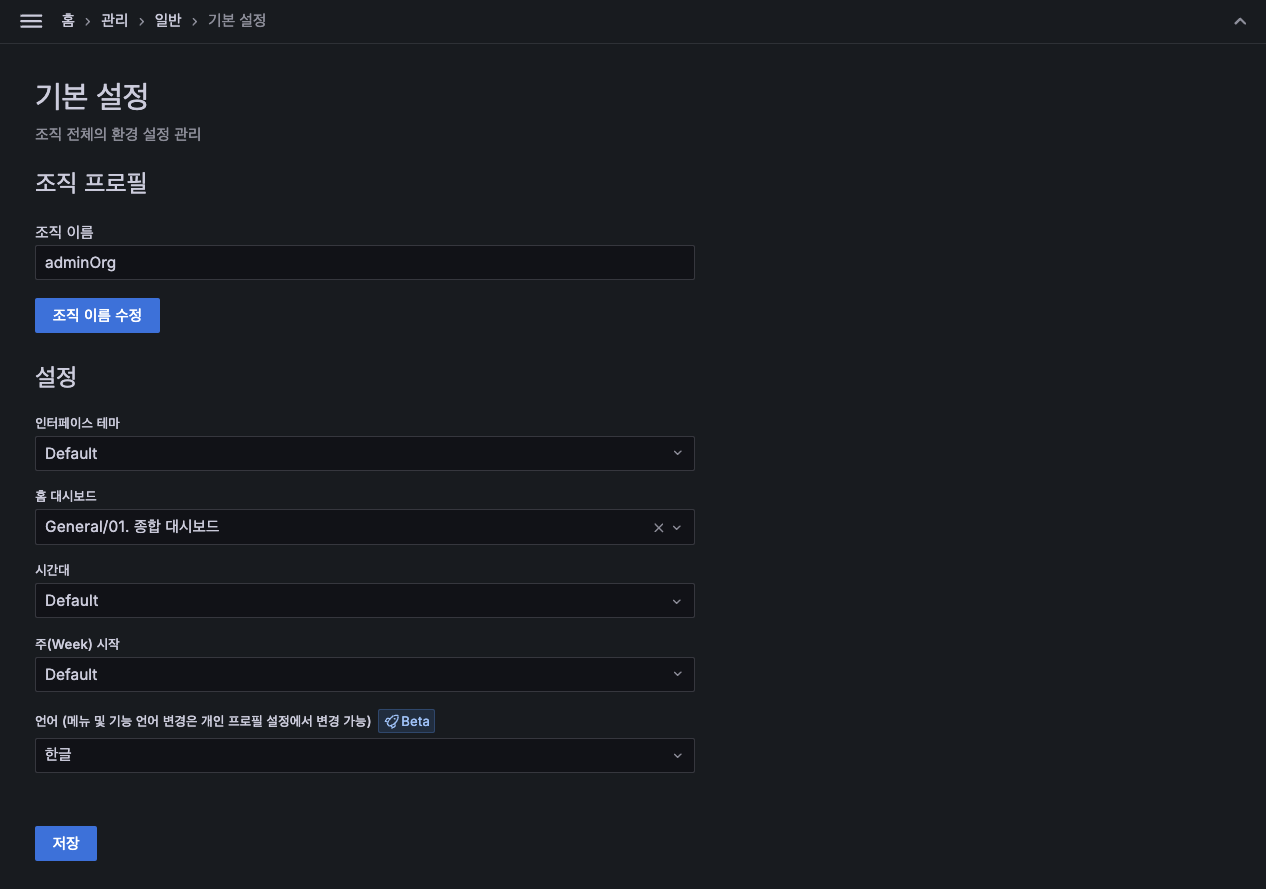 홈 › 관리 › 일반 › 기본 설정
기본 설정
조직 전체의 환경 설정 관리
조직 프로필
조직 이름
adminOrg
조직 이름 수정
설정
인터페이스 테마
Default
홈 대시보드
General/01. 종합 대시보드
시간대
Default
주(Week) 시작
Default
언어 (메뉴 및 기능 언어 변경은 개인 프로필 설정에서 변경 가능) Beta
한글
저장